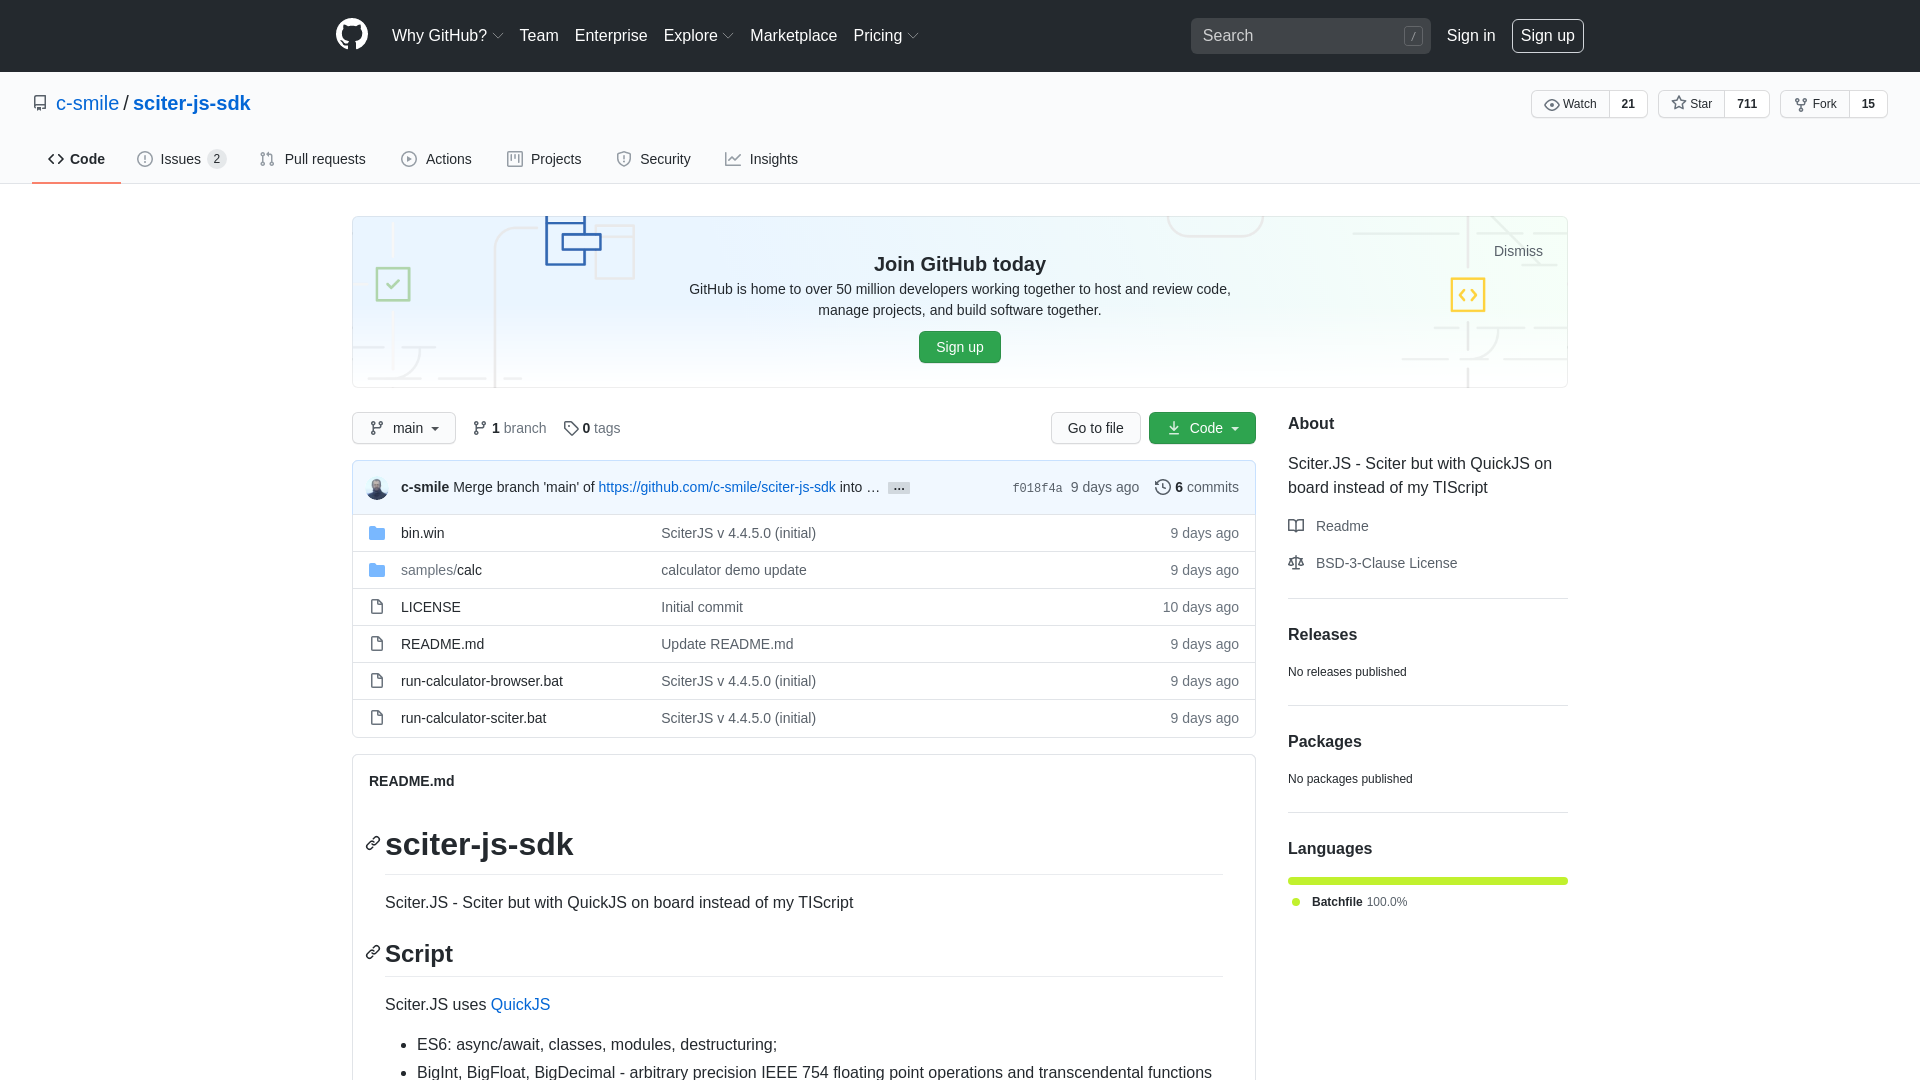 Why GitHub? Team Enterprise Explore Marketplace Pricing Search / Sign in Sign up
c-smile / sciter-js-sdk Watch 21 Star 711 Fork 15
Code Issues 2 Pull requests Actions Projects Security Insights
Dismiss
Join GitHub today
GitHub is home to over 50 million developers working together to host and review code,
manage projects, and build software together.
Sign up
main 1 branch 0 tags Go to file Code
c-smile Merge branch 'main' of https://github.com/c-smile/sciter-js-sdk into … … f018f4a 9 days ago 6 commits
bin.win SciterJS v 4.4.5.0 (initial) 9 days ago
samples/calc calculator demo update 9 days ago
LICENSE Initial commit 10 days ago
README.md Update README.md 9 days ago
run-calculator-browser.bat SciterJS v 4.4.5.0 (initial) 9 days ago
run-calculator-sciter.bat SciterJS v 4.4.5.0 (initial) 9 days ago
README.md
sciter-js-sdk
Sciter.JS - Sciter but with QuickJS on board instead of my TIScript
Script
Sciter.JS uses QuickJS
ES6: async/await, classes, modules, destructuring;
BigInt, BigFloat, BigDecimal - arbitrary precision IEEE 754 floating point operations and transcendental functions
About
Sciter.JS - Sciter but with QuickJS on
board instead of my TIScript
Readme
BSD-3-Clause License
Releases
No releases published
Packages
No packages published
Languages
Batchfile 100.0%